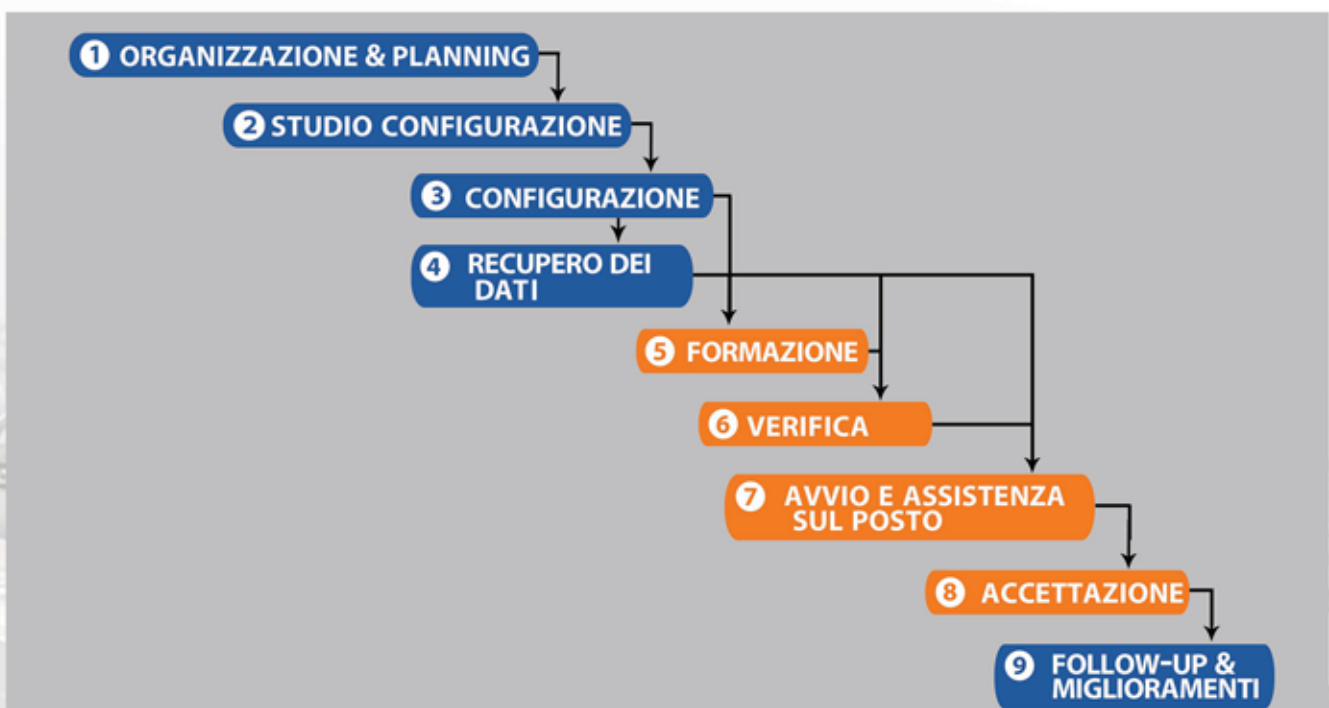 1 ORGANIZZAZIONE & PLANNING
2 STUDIO CONFIGURAZIONE
3 CONFIGURAZIONE
4 RECUPERO DEI
DATI
5 FORMAZIONE
6 VERIFICA
7 AVVIO E ASSISTENZA
SUL POSTO
8 ACCETTAZIONE
9 FOLLOW-UP &
MIGLIORAMENTI